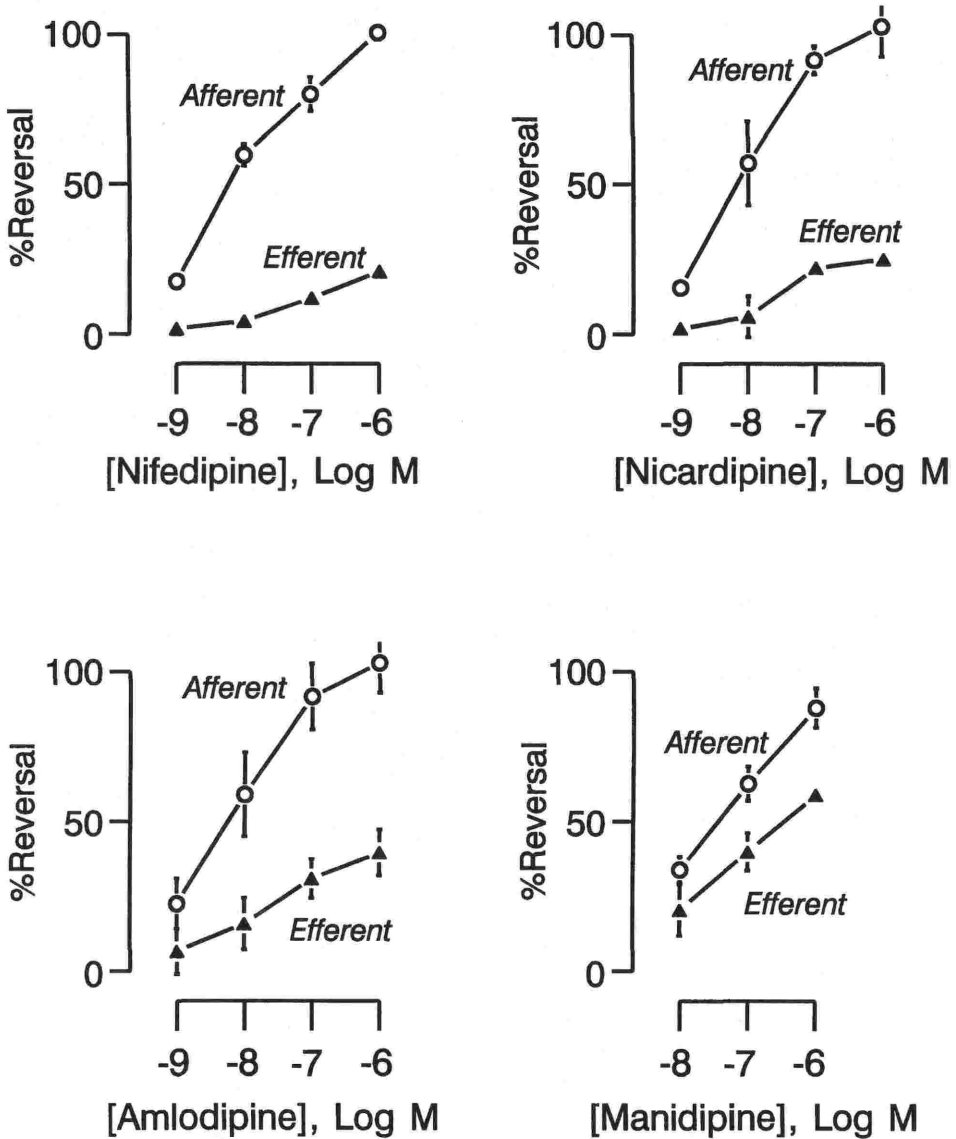 100
50
0
%Reversal
Afferent
Efferent
-9 -8 -7 -6
[Nifedipine], Log M
100
50
0
%Reversal
Afferent
Efferent
-9 -8 -7 -6
[Nicardipine], Log M
100
50
0
%Reversal
Afferent
Efferent
-9 -8 -7 -6
[Amlodipine], Log M
100
50
0
%Reversal
Afferent
Efferent
-8 -7 -6
[Manidipine], Log M